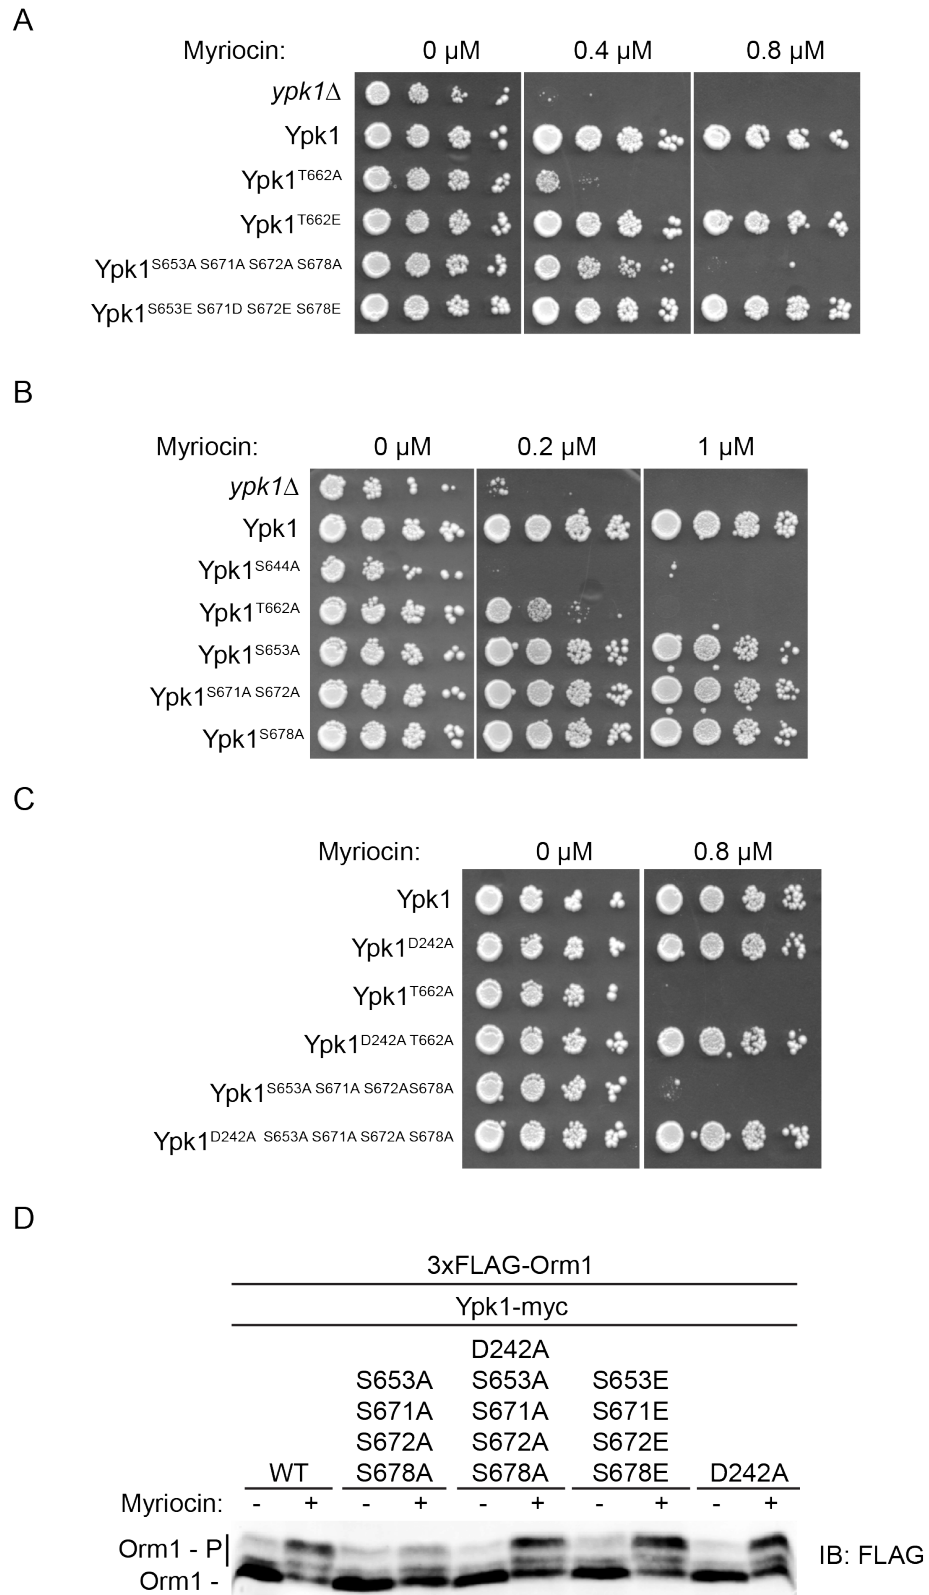 A
Myriocin: 0 µM 0.4 µM 0.8 µM
ypk1Δ
Ypk1
Ypk1T662A
Ypk1T662E
Ypk1S653A S671A S672A S678A
Ypk1S653E S671D S672E S678E
B
Myriocin: 0 µM 0.2 µM 1 µM
ypk1Δ
Ypk1
Ypk1S644A
Ypk1T662A
Ypk1S653A
Ypk1S671A S672A
Ypk1S678A
C
Myriocin: 0 µM 0.8 µM
Ypk1
Ypk1D242A
Ypk1T662A
Ypk1D242A T662A
Ypk1S653A S671A S672AS678A
Ypk1D242A S653A S671A S672A S678A
D
3xFLAG-Orm1
Ypk1-myc
D242A
S653A S653A S653E
S671A S671A S671E
S672A S672A S672E
WT S678A S678A S678E D242A
Myriocin: - + - + - + - + - +
Orm1 - P IB: FLAG
Orm1 -